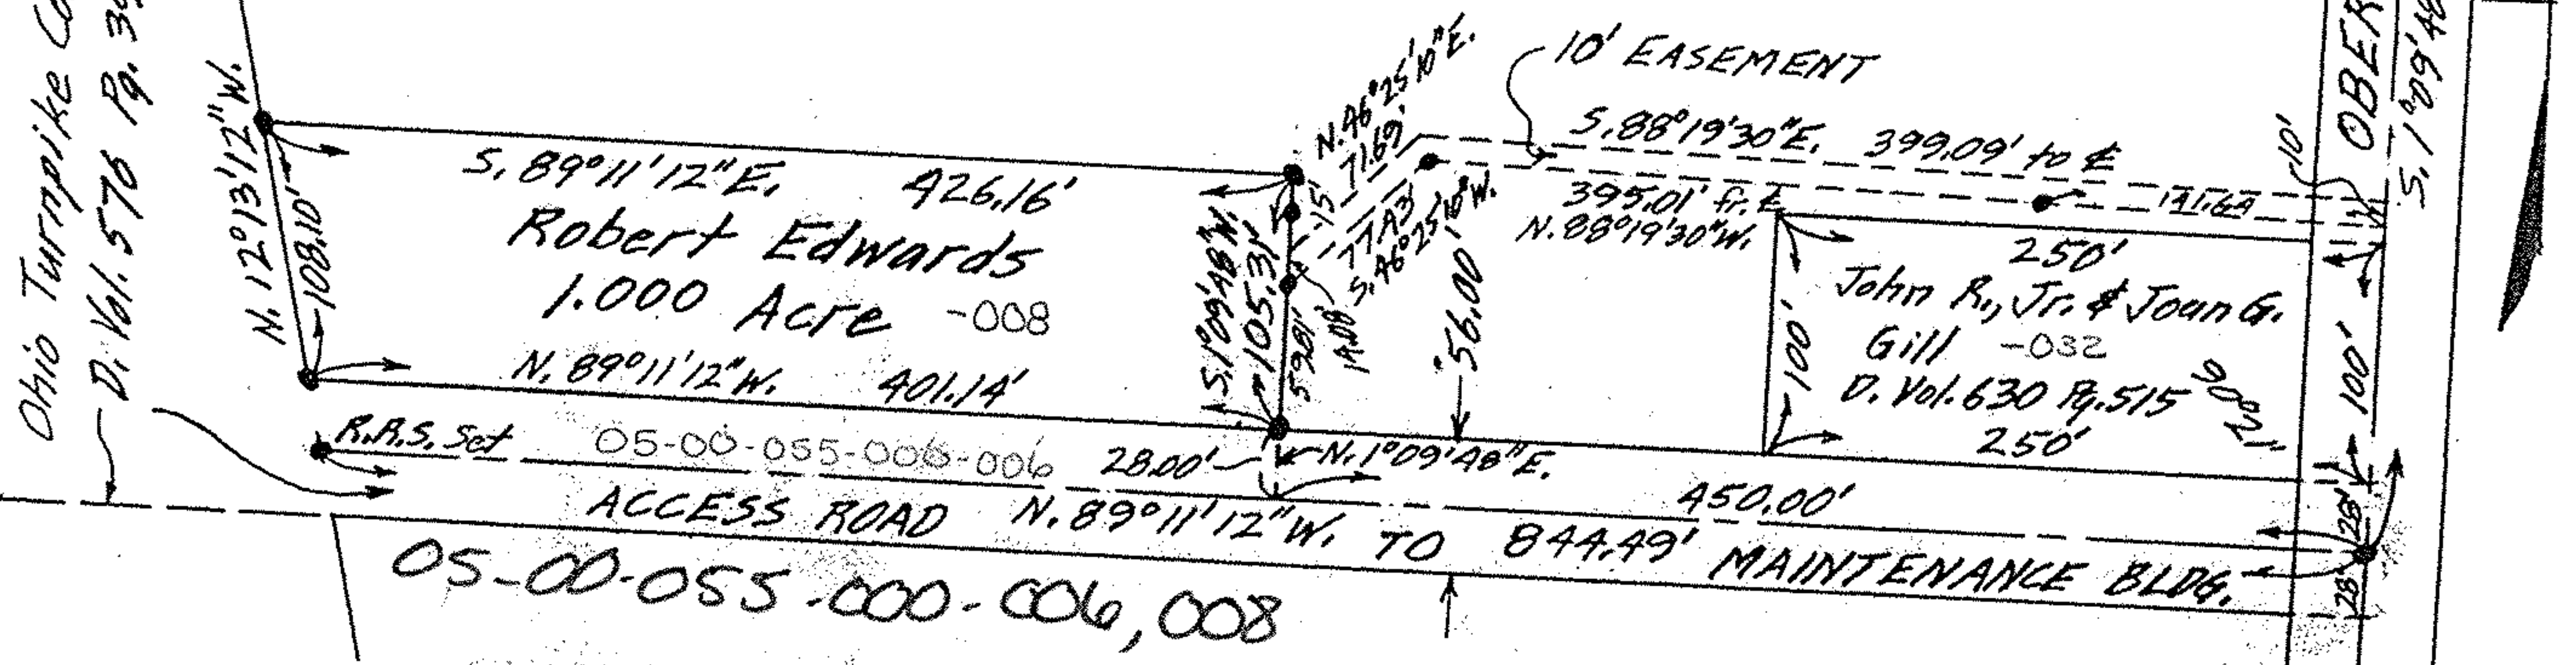 Ohio Turnpike Co
D. Vol. 576 Pg. 39
N. 12°13'12" W.
108.10'
S. 89°11'12" E. 426.16'
Robert Edwards
1.000 Acre -008
N. 89°11'12" W. 401.14'
S. 1°09'48" W.
105.31'
59.81'
14.08'
N. 46°25'10" E.
71.69'
15'
77.43'
S. 46°25'10" W.
56.00
10' EASEMENT
S. 88°19'30" E. 399.09' to ℄
395.01' fr. ℄
N. 88°19'30" W.
141.64
10'
OBER
S. 1°09'48
250'
John R., Jr. & Joan G.
Gill -032
D. Vol. 630 Pg. 515
250'
100'
100'
R.R.S. Set
05-00-055-000-006
28.00'
N. 1°09'48" E.
450.00'
28'
28'
ACCESS ROAD N. 89°11'12" W. TO 844.49' MAINTENANCE BLDG.
05-00-055-000-006,008